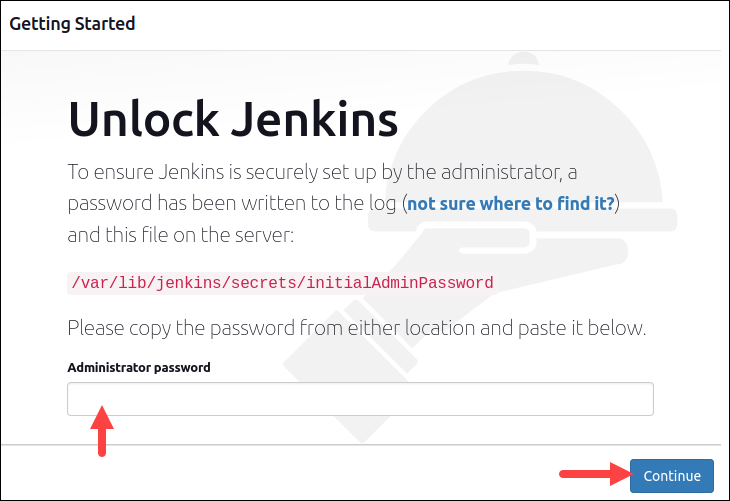 Getting Started
Unlock Jenkins
To ensure Jenkins is securely set up by the administrator, a
password has been written to the log (not sure where to find it?)
and this file on the server:
/var/lib/jenkins/secrets/initialAdminPassword
Please copy the password from either location and paste it below.
Administrator password
Continue